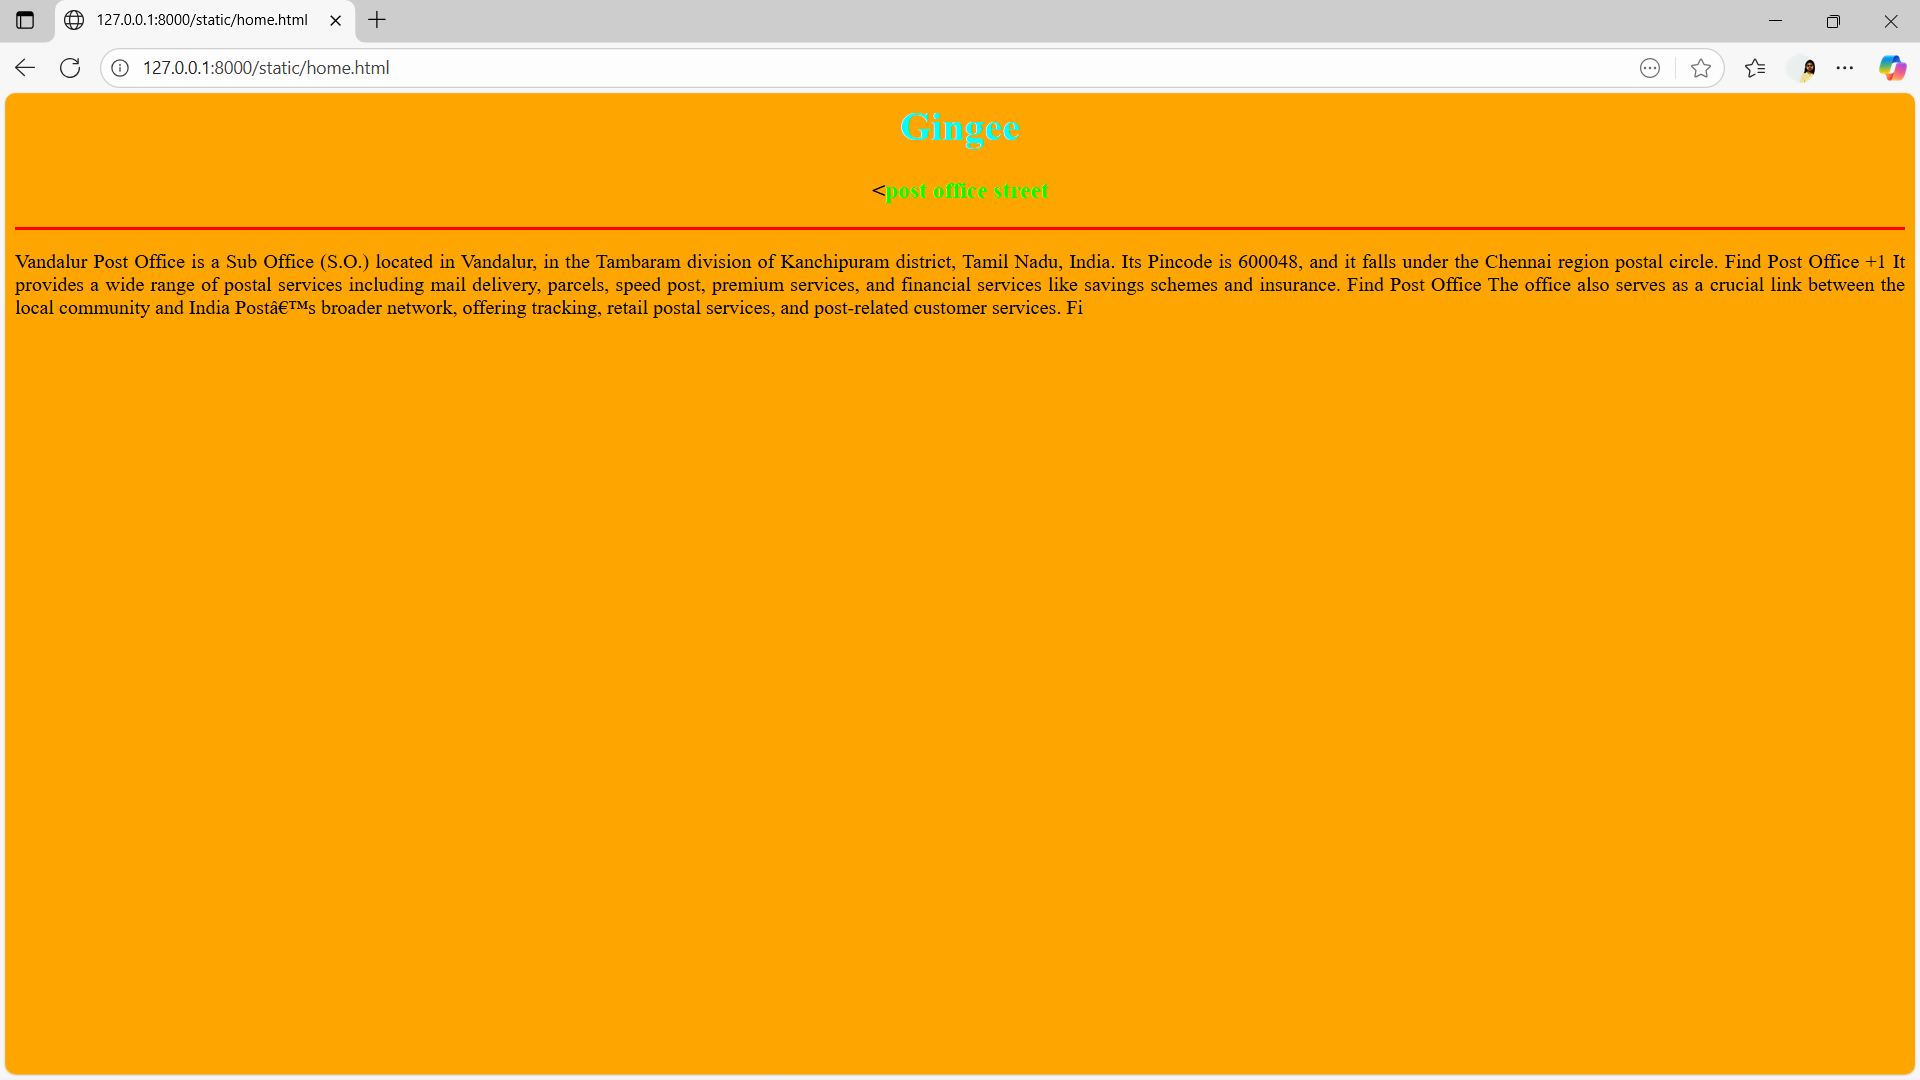 127.0.0.1:8000/static/home.html
127.0.0.1:8000/static/home.html
Gingee
<post office street
Vandalur Post Office is a Sub Office (S.O.) located in Vandalur, in the Tambaram division of Kanchipuram district, Tamil Nadu, India. Its Pincode is 600048, and it falls under the Chennai region postal circle. Find Post Office +1 It
provides a wide range of postal services including mail delivery, parcels, speed post, premium services, and financial services like savings schemes and insurance. Find Post Office The office also serves as a crucial link between the
local community and India Postâ€™s broader network, offering tracking, retail postal services, and post-related customer services. Fi